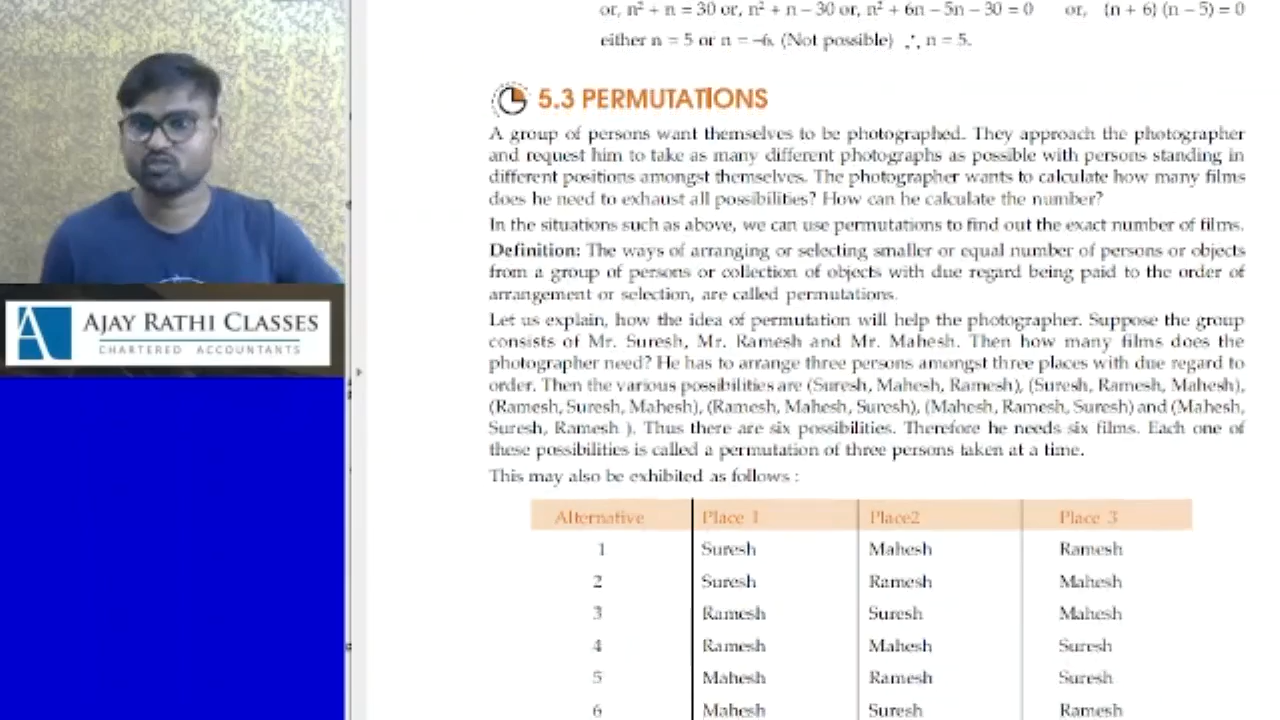 or, n² + n = 30 or, n² + n – 30 or, n² + 6n – 5n – 30 = 0 or, (n + 6) (n – 5) = 0
either n = 5 or n = –6. (Not possible) ∴ n = 5.
5.3 PERMUTATIONS
A group of persons want themselves to be photographed. They approach the photographer
and request him to take as many different photographs as possible with persons standing in
different positions amongst themselves. The photographer wants to calculate how many films
does he need to exhaust all possibilities? How can he calculate the number?
In the situations such as above, we can use permutations to find out the exact number of films.
Definition: The ways of arranging or selecting smaller or equal number of persons or objects
from a group of persons or collection of objects with due regard being paid to the order of
arrangement or selection, are called permutations.
Let us explain, how the idea of permutation will help the photographer. Suppose the group
consists of Mr. Suresh, Mr. Ramesh and Mr. Mahesh. Then how many films does the
photographer need? He has to arrange three persons amongst three places with due regard to
order. Then the various possibilities are (Suresh, Mahesh, Ramesh), (Suresh, Ramesh, Mahesh),
(Ramesh, Suresh, Mahesh), (Ramesh, Mahesh, Suresh), (Mahesh, Ramesh, Suresh) and (Mahesh,
Suresh, Ramesh ). Thus there are six possibilities. Therefore he needs six films. Each one of
these possibilities is called a permutation of three persons taken at a time.
This may also be exhibited as follows :
Alternative Place 1 Place2 Place 3
1 Suresh Mahesh Ramesh
2 Suresh Ramesh Mahesh
3 Ramesh Suresh Mahesh
4 Ramesh Mahesh Suresh
5 Mahesh Ramesh Suresh
6 Mahesh Suresh Ramesh
AJAY RATHI CLASSES
CHARTERED ACCOUNTANTS